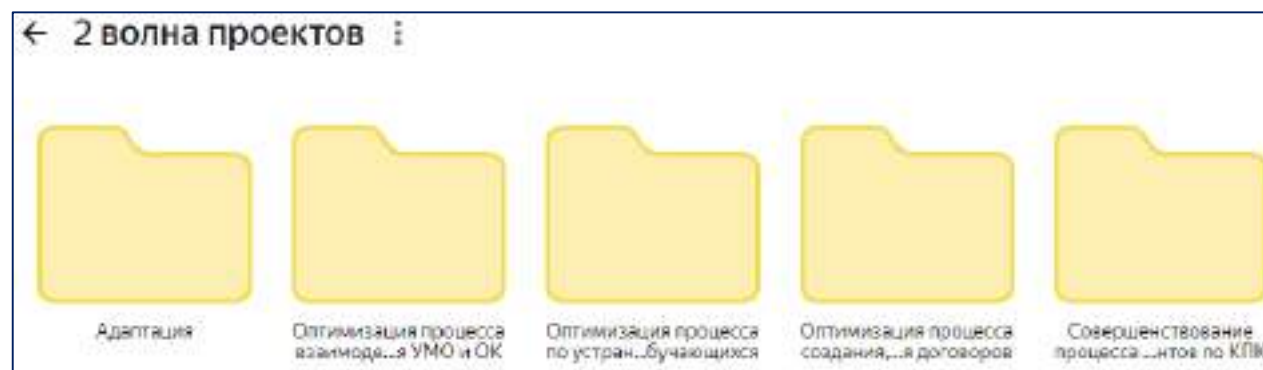 ← 2 волна проектов ⋮
Адаптация
Оптимизация процесса
взаимоде...я УМО и ОК
Оптимизация процесса
по устран...бучающихся
Оптимизация процесса
создания,...я договоров
Совершенствование
процесса ...нтов по КПК